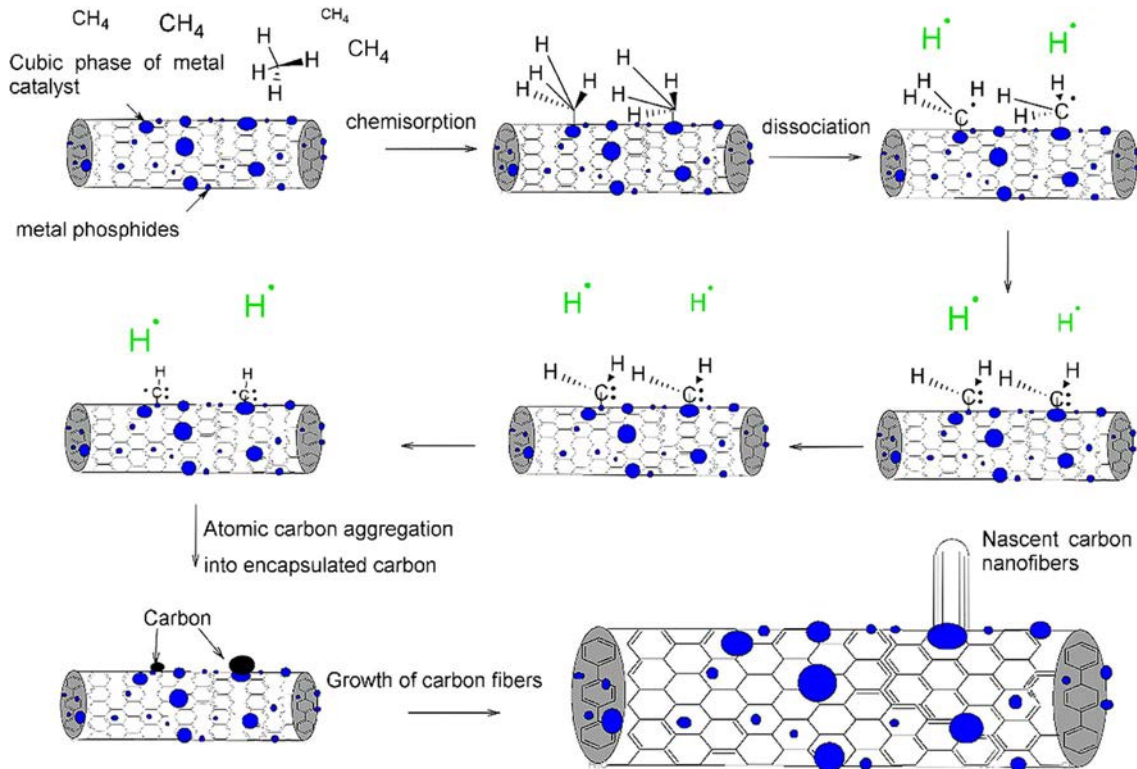 CH4
CH4
CH4
CH4
H
H
H
H
Cubic phase of metal
catalyst
metal phosphides
chemisorption
H
H
H
H
H
H
dissociation
H•
H•
H
H
H
H
H
C•
C•
H•
H•
H
H
C:
H
H
C:
H•
H•
H
H
C:
H
H
C:
H•
H•
H
•C:
H
•C:
Atomic carbon aggregation
into encapsulated carbon
Carbon
Growth of carbon fibers
Nascent carbon
nanofibers